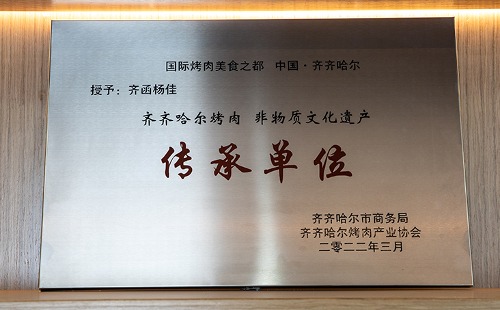 国际烤肉美食之都 中国·齐齐哈尔
授予：齐函杨佳
齐齐哈尔烤肉 非物质文化遗产
传承单位
齐齐哈尔市商务局
齐齐哈尔烤肉产业协会
二零二二年三月